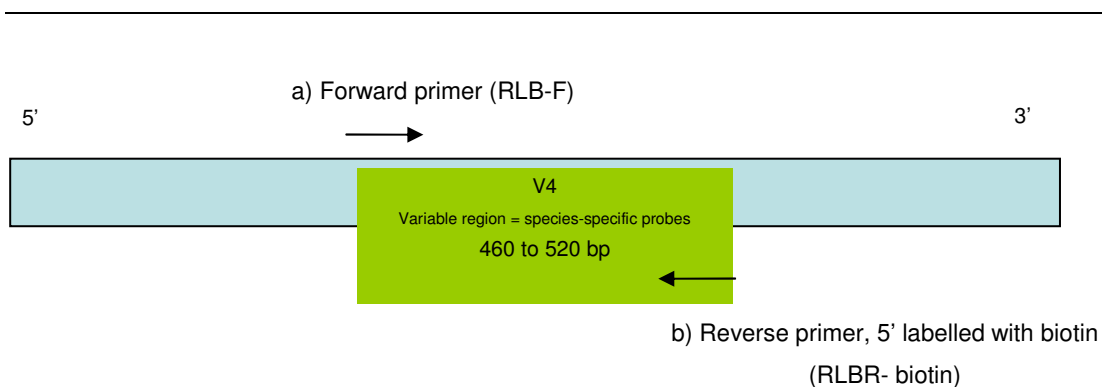 a) Forward primer (RLB-F)
5’
3’
V4
Variable region = species-specific probes
460 to 520 bp
b) Reverse primer, 5’ labelled with biotin
(RLBR- biotin)